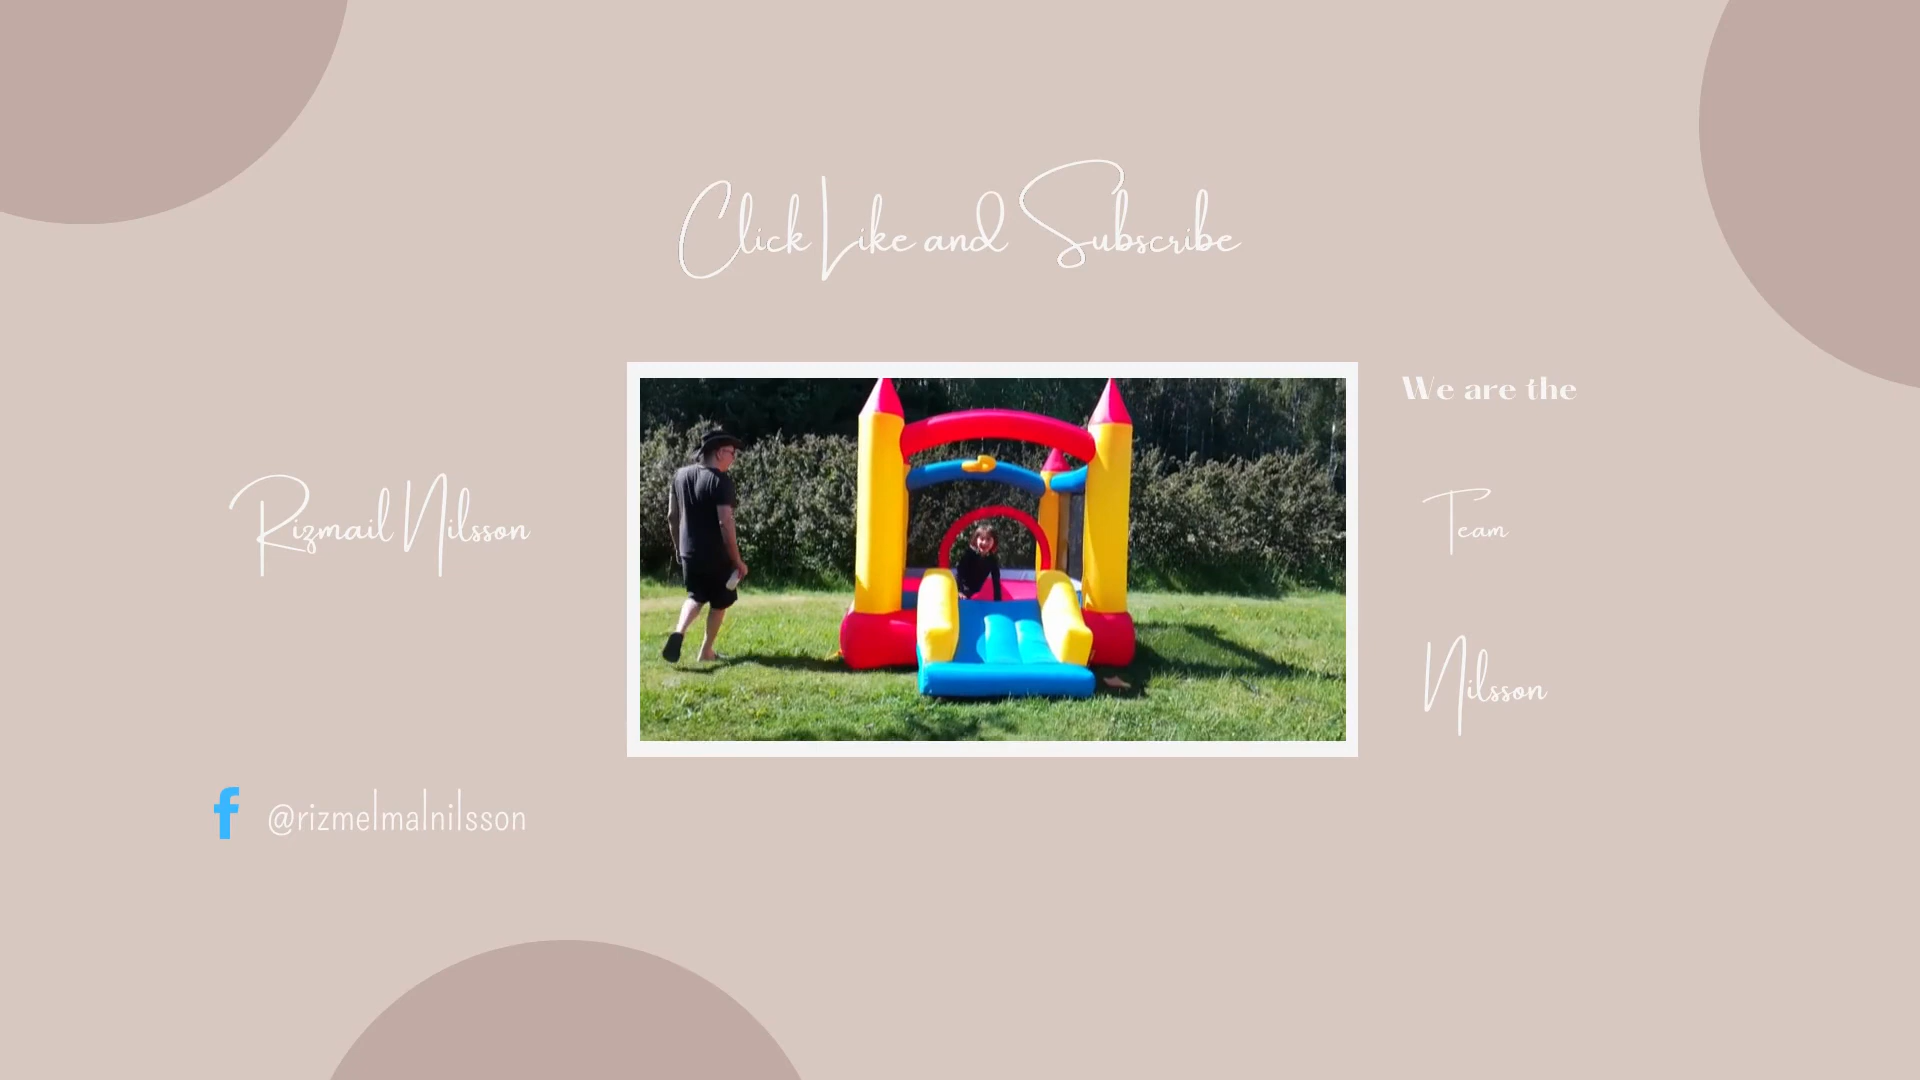 Click Like and Subscribe
We are the
Rizmail Nilsson
Team
Nilsson
@rizmelmalnilsson